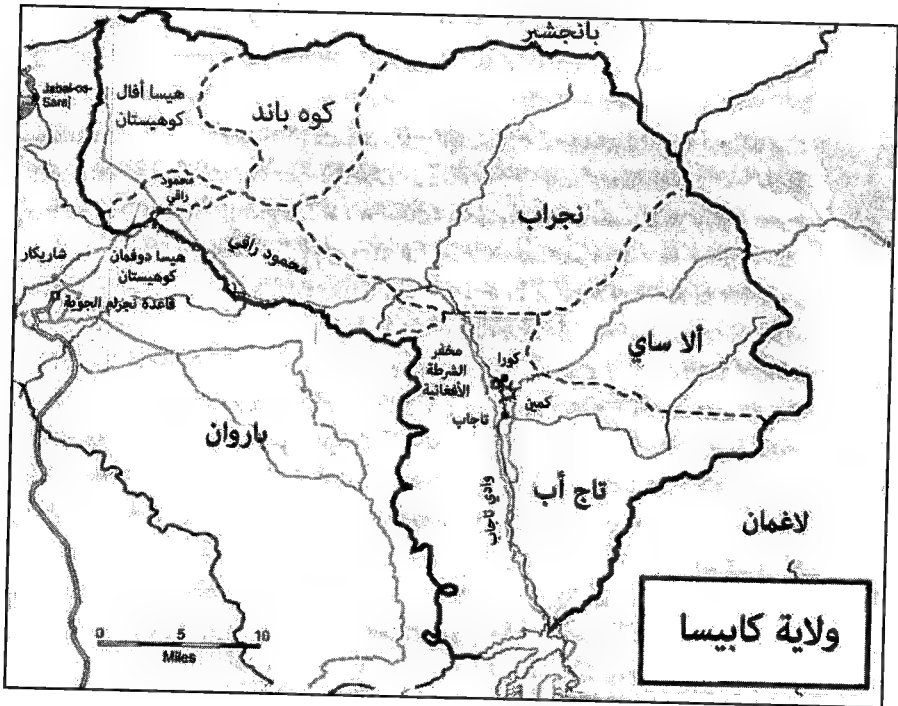 بانجشير
Jabal-os-
Saraj
هيسا أفال
كوهيستان
كوه باند
محمود
راقي
نجراب
محمود راقي
شاريكار
هيسا دوفمان
كوهيستان
قاعدة تجرلم الجوية
ألا ساي
مخفر
الشرطة
الأفغانية
كورا
كمين
تاجاب
باروان
وادي تاجاب
تاج أب
لاغمان
0 5 10
Miles
ولاية كابيسا